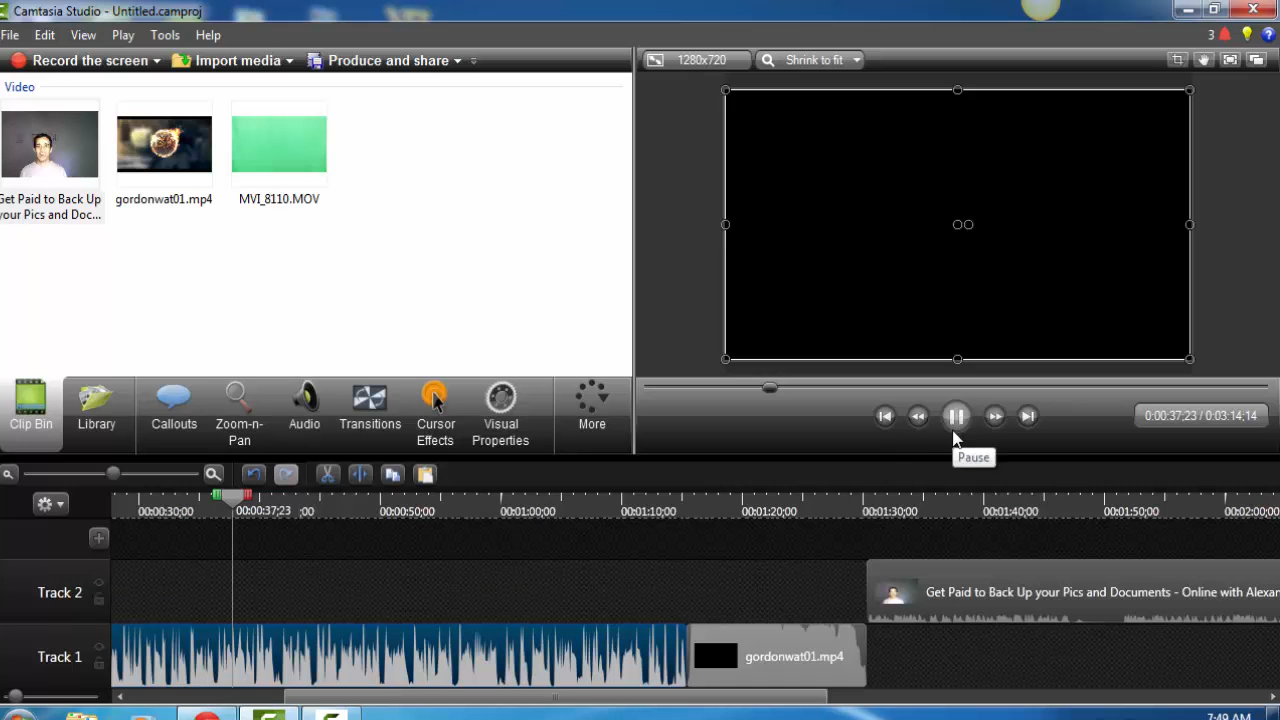 Camtasia Studio - Untitled.camproj
File Edit View Play Tools Help
3
Record the screen Import media Produce and share
1280x720 Shrink to fit
Video
Get Paid to Back Up
your Pics and Doc...
gordonwat01.mp4
MVI_8110.MOV
Clip Bin
Library
Callouts
Zoom-n-
Pan
Audio
Transitions
Cursor
Effects
Visual
Properties
More
0:00:37;23 / 0:03:14;14
Pause
00:00:30;00 00:00:37;23 ;00 00:00:50;00 00:01:00;00 00:01:10;00 00:01:20;00 00:01:30;00 00:01:40;00 00:01:50;00 00:02:00;00
Track 2
Get Paid to Back Up your Pics and Documents - Online with Alexan
Track 1
gordonwat01.mp4
7:49 AM